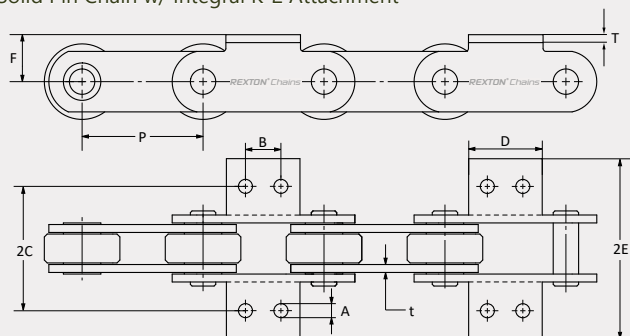 Solid Pin Chain w/ Integral K-2 Attachment
T
F
REXTON® Chains
REXTON® Chains
P
B
D
2C
2E
A
t